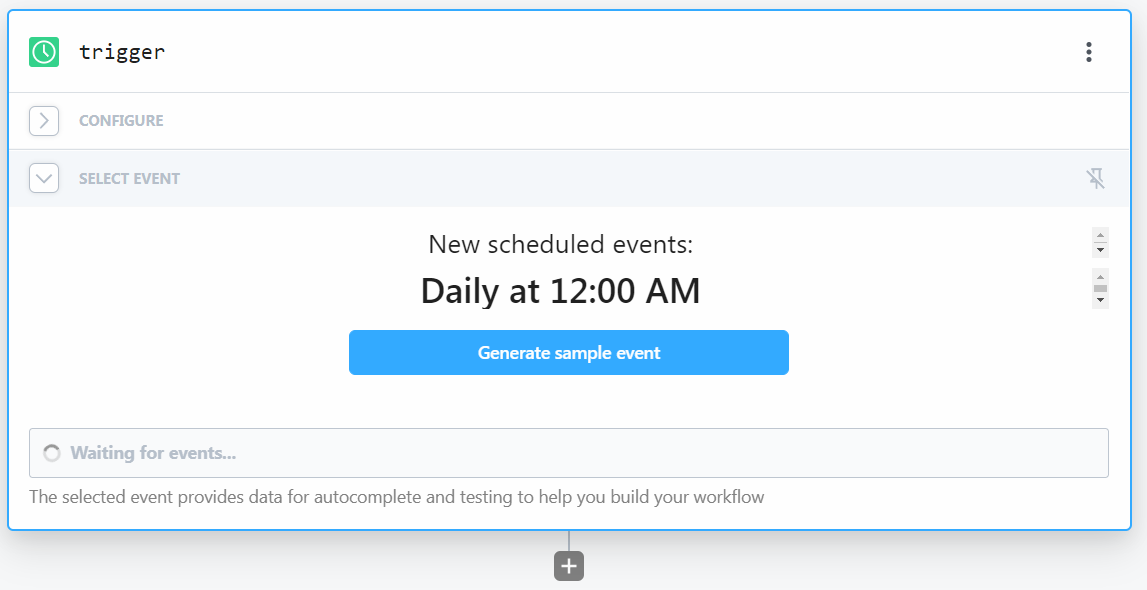 trigger
CONFIGURE
SELECT EVENT
New scheduled events:
Daily at 12:00 AM
Generate sample event
Waiting for events...
The selected event provides data for autocomplete and testing to help you build your workflow